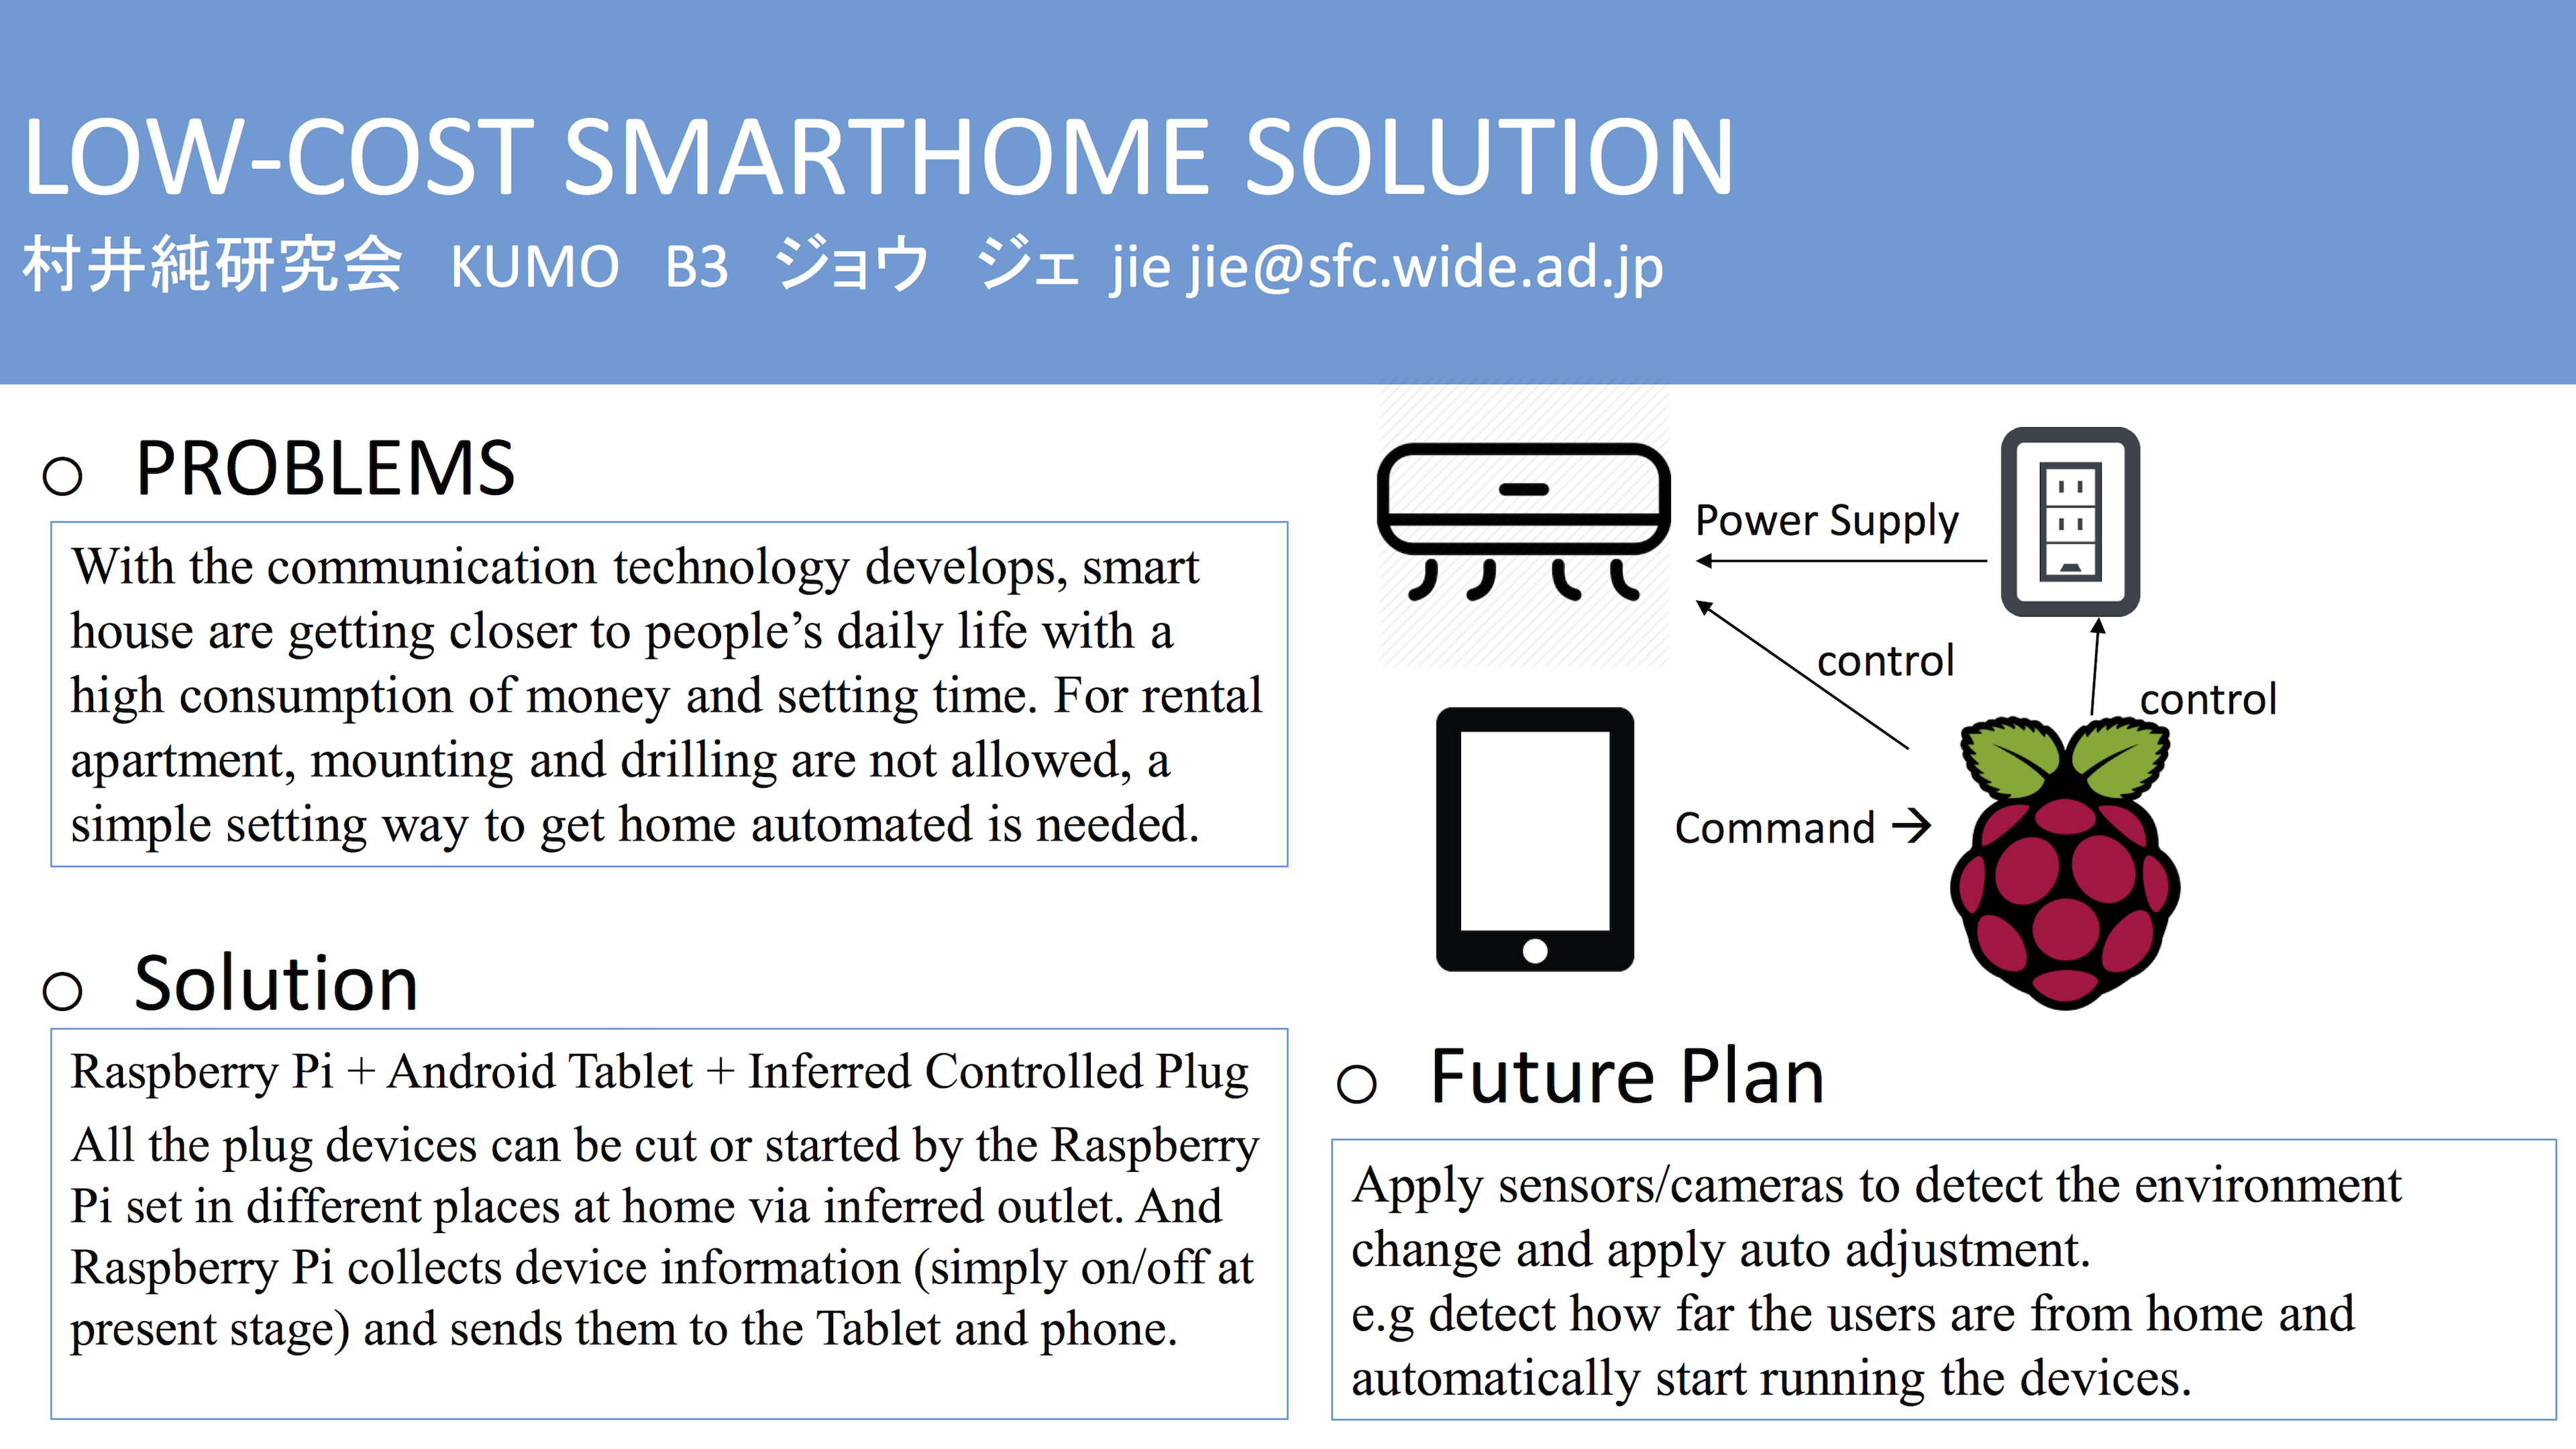 LOW-COST SMARTHOME SOLUTION
村井純研究会 KUMO B3 ジョウ ジェ jie jie@sfc.wide.ad.jp
○ PROBLEMS
With the communication technology develops, smart
house are getting closer to people’s daily life with a
high consumption of money and setting time. For rental
apartment, mounting and drilling are not allowed, a
simple setting way to get home automated is needed.
○ Solution
Raspberry Pi + Android Tablet + Inferred Controlled Plug
All the plug devices can be cut or started by the Raspberry
Pi set in different places at home via inferred outlet. And
Raspberry Pi collects device information (simply on/off at
present stage) and sends them to the Tablet and phone.
Power Supply
control
control
Command →
○ Future Plan
Apply sensors/cameras to detect the environment
change and apply auto adjustment.
e.g detect how far the users are from home and
automatically start running the devices.